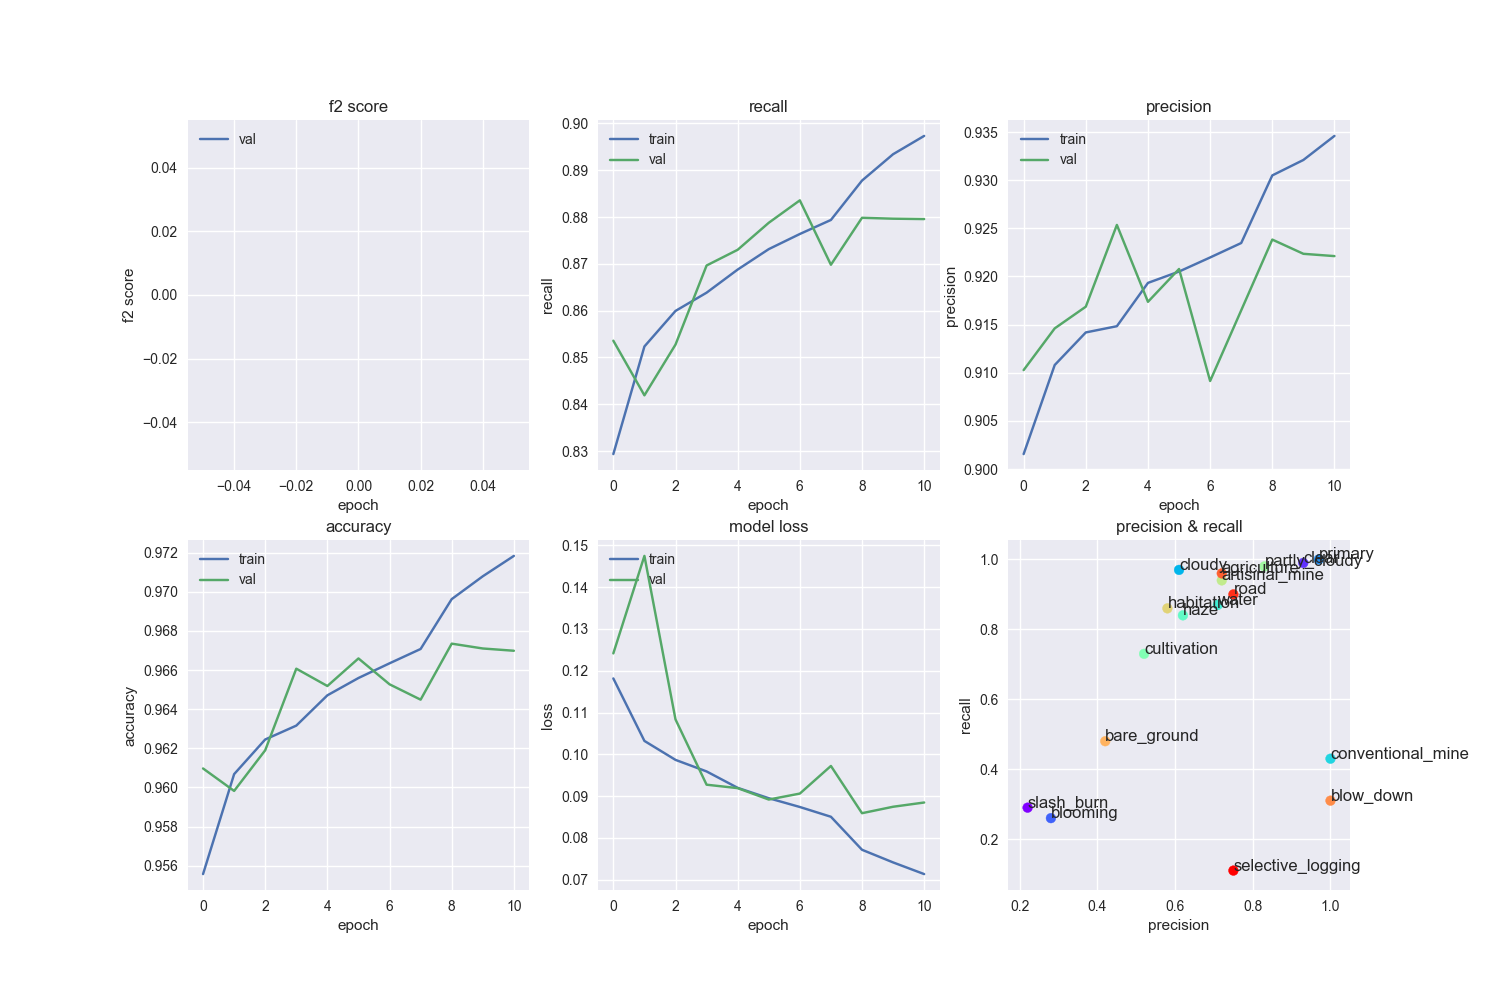 f2 score
val
0.04
0.02
0.00
−0.02
−0.04
f2 score
−0.04 −0.02 0.00 0.02 0.04
epoch
recall
train
val
0.90
0.89
0.88
0.87
0.86
0.85
0.84
0.83
recall
0 2 4 6 8 10
epoch
precision
train
val
0.935
0.930
0.925
0.920
0.915
0.910
0.905
0.900
precision
0 2 4 6 8 10
epoch
accuracy
train
val
0.972
0.970
0.968
0.966
0.964
0.962
0.960
0.958
0.956
accuracy
0 2 4 6 8 10
epoch
model loss
train
val
0.15
0.14
0.13
0.12
0.11
0.10
0.09
0.08
0.07
loss
0 2 4 6 8 10
epoch
precision & recall
1.0
0.8
0.6
0.4
0.2
recall
primary
clear
partly_cloudy
cloudy
agriculture
artisinal_mine
road
water
habitation
haze
cultivation
bare_ground
conventional_mine
blow_down
slash_burn
blooming
selective_logging
0.2 0.4 0.6 0.8 1.0
precision